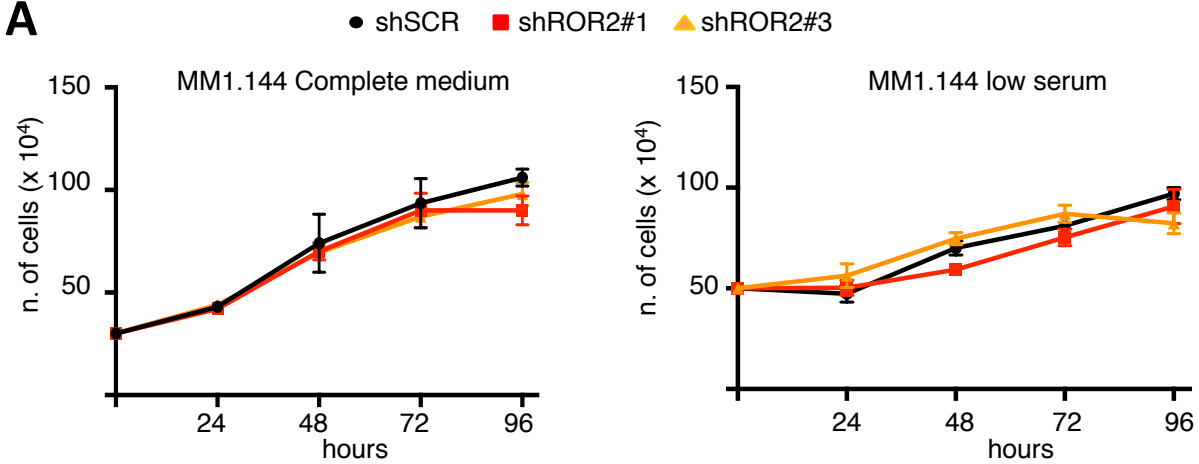 A
shSCR shROR2#1 shROR2#3
MM1.144 Complete medium
150
100
50
n. of cells (x 10⁴)
24 48 72 96
hours
MM1.144 low serum
150
100
50
n. of cells (x 10⁴)
24 48 72 96
hours